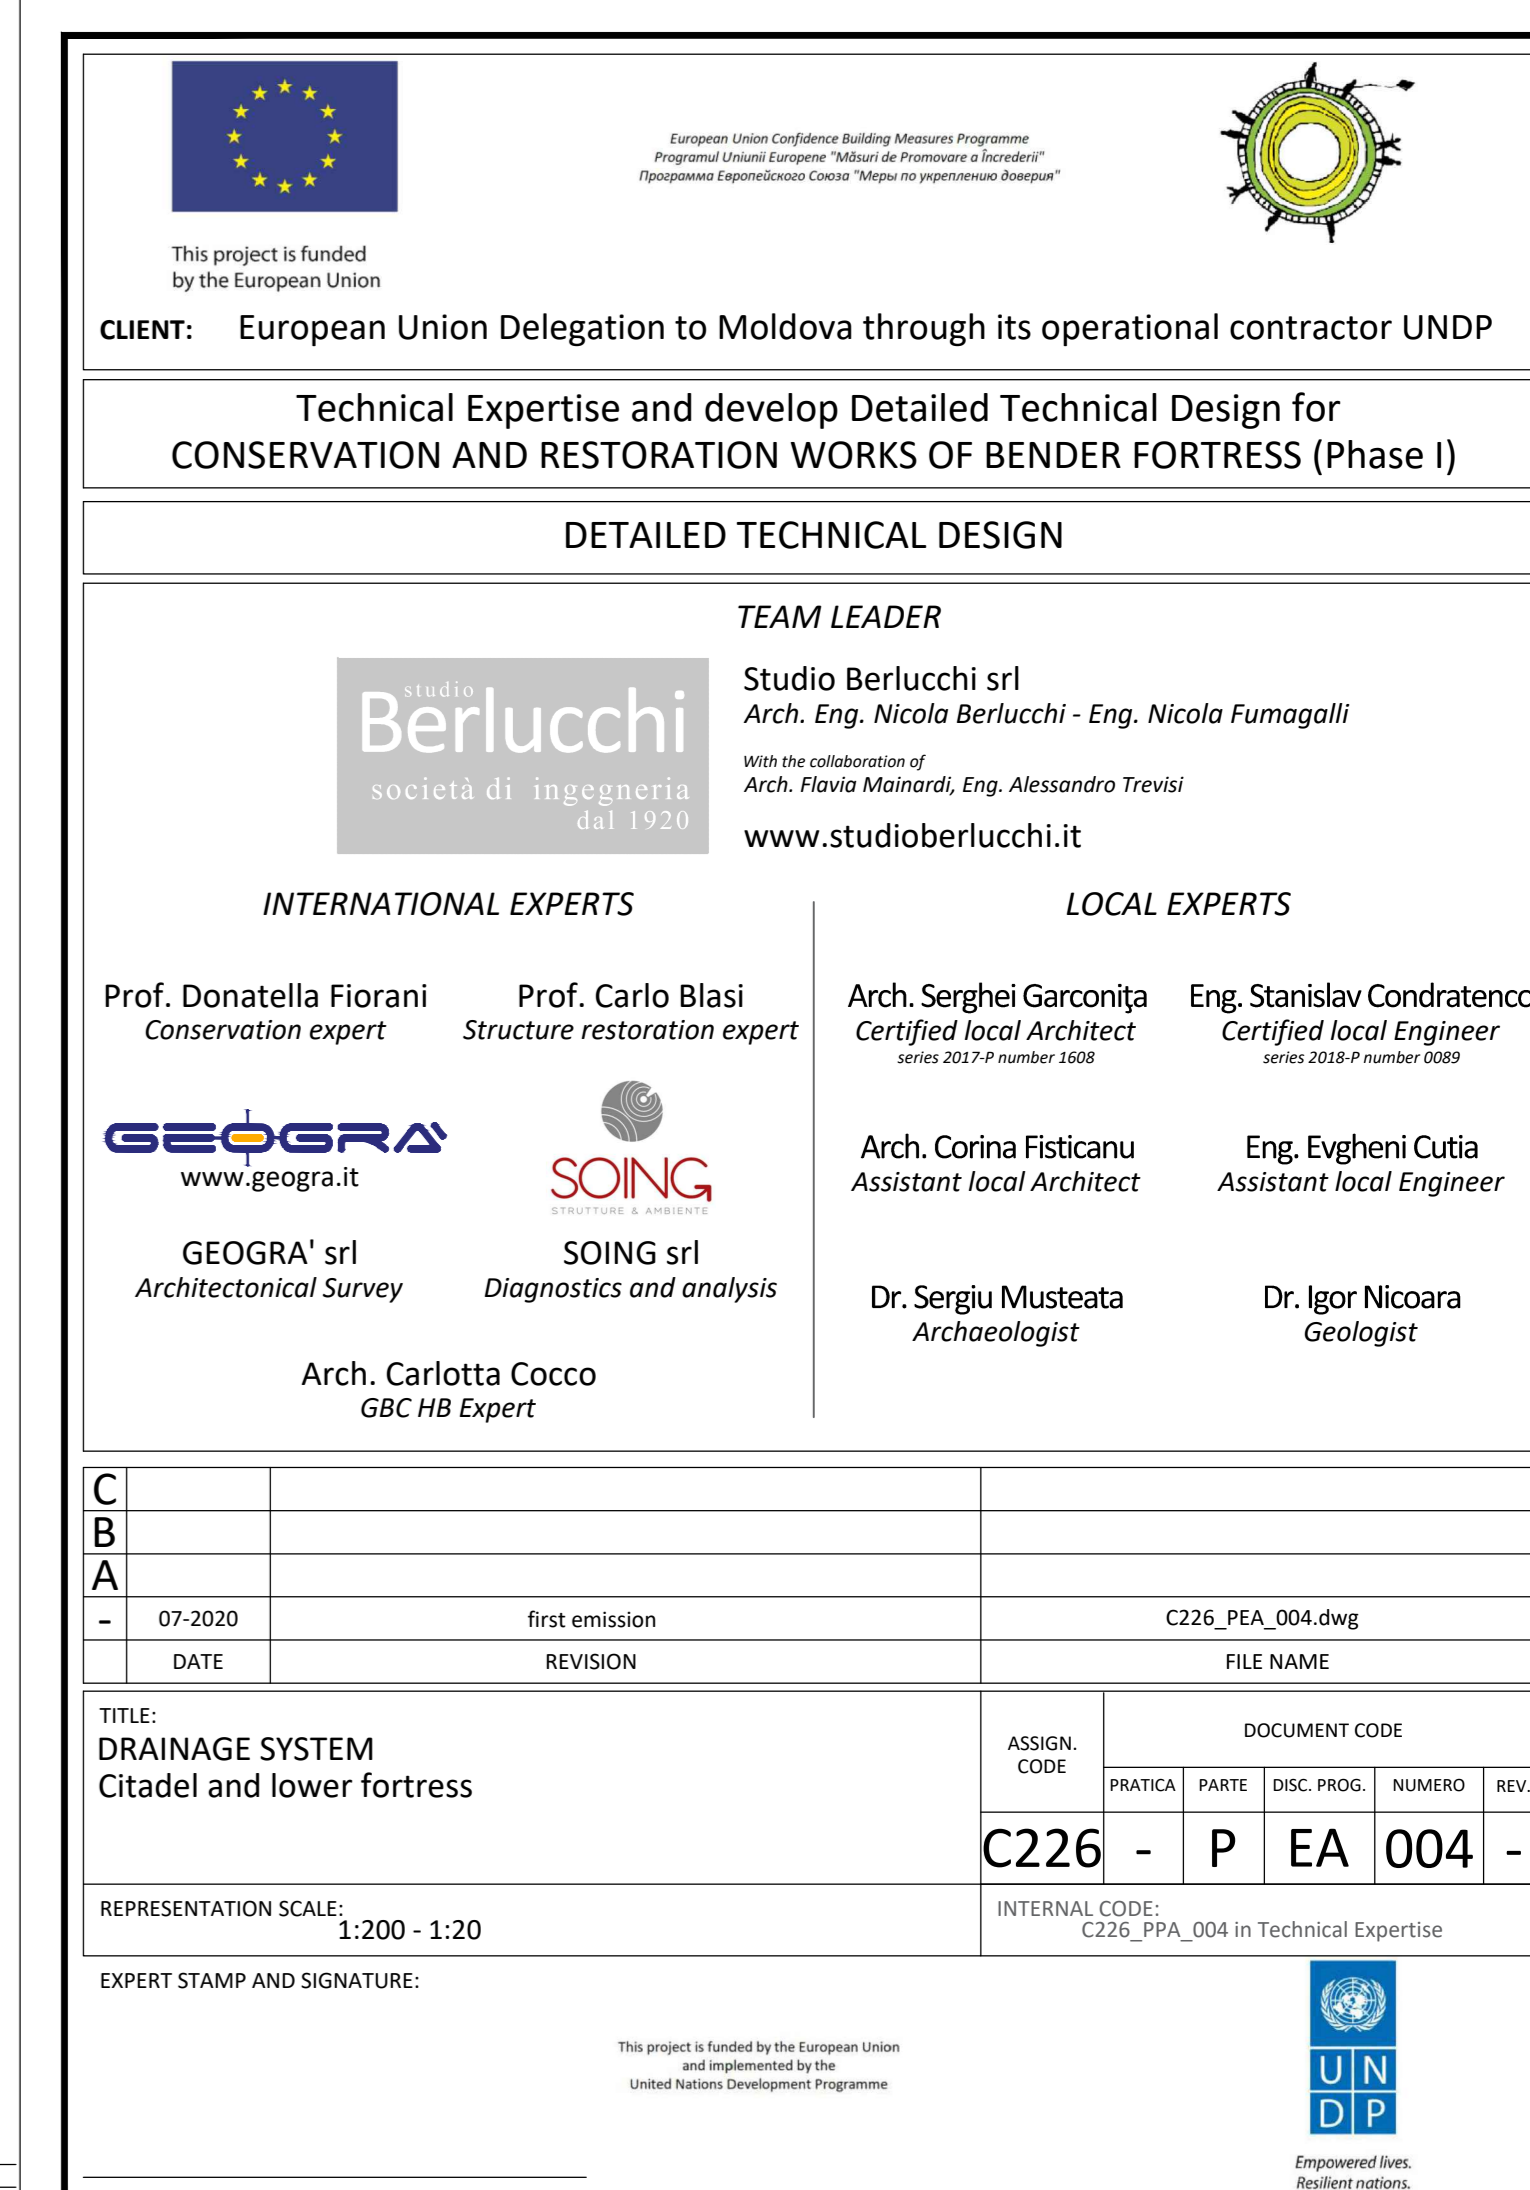 European Union Confidence Building Measures Programme
Programul Uniunii Europene "Măsuri de Promovare a Încrederii"
Программа Европейского Союза "Меры по укреплению доверия"
This project is funded
by the European Union
CLIENT: European Union Delegation to Moldova through its operational contractor UNDP
Technical Expertise and develop Detailed Technical Design for
CONSERVATION AND RESTORATION WORKS OF BENDER FORTRESS (Phase I)
DETAILED TECHNICAL DESIGN
TEAM LEADER
studio
Berlucchi
società di ingegneria
dal 1920
Studio Berlucchi srl
Arch. Eng. Nicola Berlucchi - Eng. Nicola Fumagalli
With the collaboration of
Arch. Flavia Mainardi, Eng. Alessandro Trevisi
www.studioberlucchi.it
INTERNATIONAL EXPERTS
Prof. Donatella Fiorani
Conservation expert
Prof. Carlo Blasi
Structure restoration expert
GEOGRA'
www.geogra.it
SOING
STRUTTURE & AMBIENTE
GEOGRA' srl
Architectonical Survey
SOING srl
Diagnostics and analysis
Arch. Carlotta Cocco
GBC HB Expert
LOCAL EXPERTS
Arch. Serghei Garconiţa
Certified local Architect
series 2017-P number 1608
Eng. Stanislav Condratenco
Certified local Engineer
series 2018-P number 0089
Arch. Corina Fisticanu
Assistant local Architect
Eng. Evgheni Cutia
Assistant local Engineer
Dr. Sergiu Musteata
Archaeologist
Dr. Igor Nicoara
Geologist
C
B
A
- 07-2020 first emission C226_PEA_004.dwg
DATE REVISION FILE NAME
TITLE:
DRAINAGE SYSTEM
Citadel and lower fortress
ASSIGN.
CODE
DOCUMENT CODE
PRATICA PARTE DISC. PROG. NUMERO REV.
C226 - P EA 004 -
REPRESENTATION SCALE:
1:200 - 1:20
INTERNAL CODE:
C226_PPA_004 in Technical Expertise
EXPERT STAMP AND SIGNATURE:
This project is funded by the European Union
and implemented by the
United Nations Development Programme
U N
D P
Empowered lives.
Resilient nations.